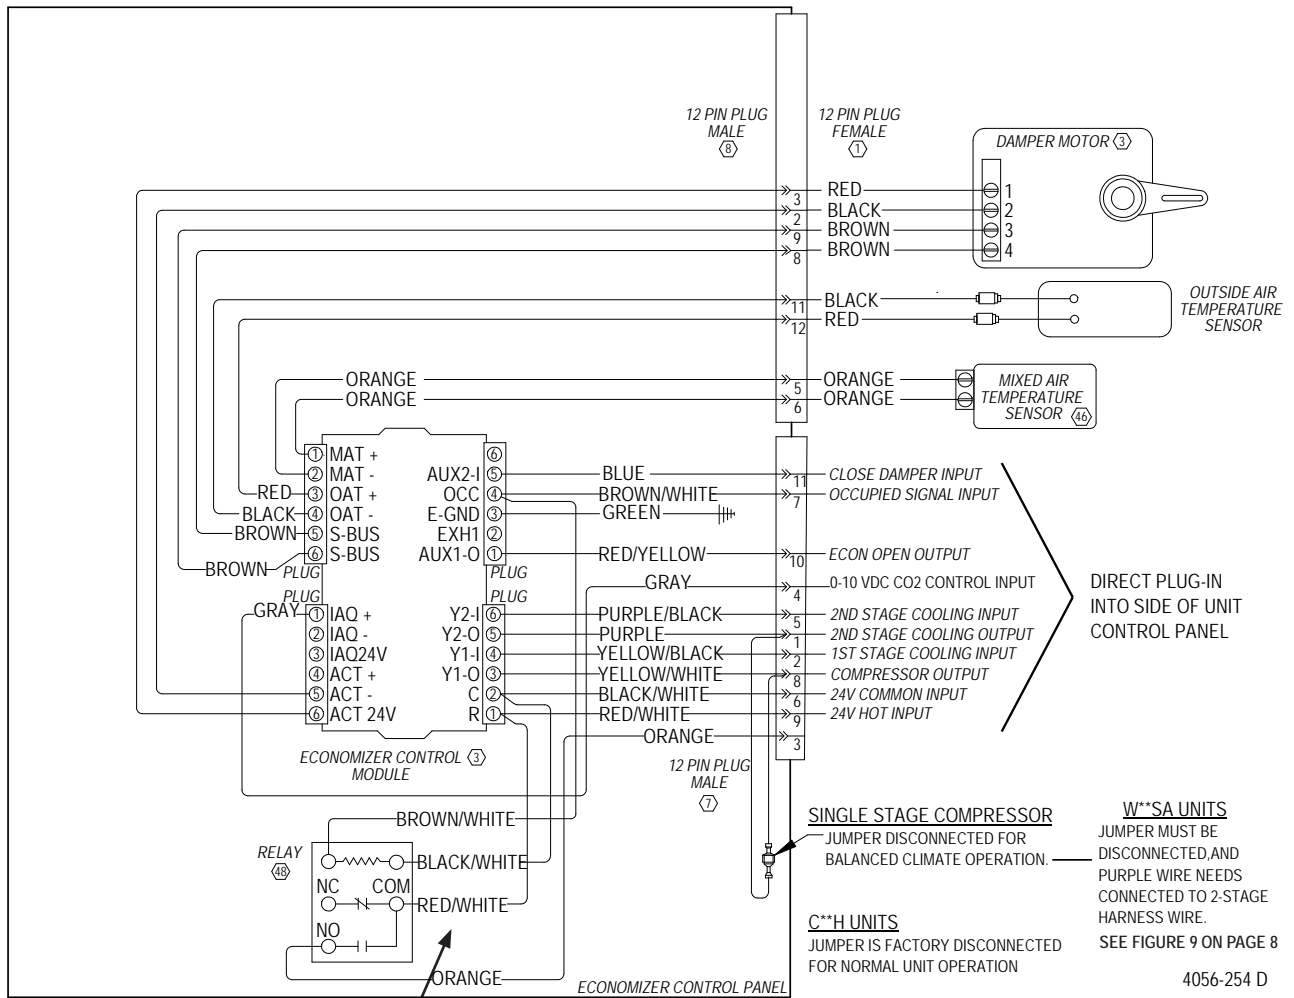 12 PIN PLUG
MALE
8
12 PIN PLUG
FEMALE
1
DAMPER MOTOR 3
3 RED 1
2 BLACK 2
9 BROWN 3
8 BROWN 4
11 BLACK
12 RED
OUTSIDE AIR
TEMPERATURE
SENSOR
ORANGE 5 ORANGE
ORANGE 6 ORANGE
MIXED AIR
TEMPERATURE
SENSOR 46
1 MAT +
2 MAT -
RED 3 OAT +
BLACK 4 OAT -
BROWN 5 S-BUS
BROWN 6 S-BUS
PLUG
6
AUX2-I 5 BLUE 11 CLOSE DAMPER INPUT
OCC 4 BROWN/WHITE 7 OCCUPIED SIGNAL INPUT
E-GND 3 GREEN
EXH1 2
AUX1-O 1 RED/YELLOW 10 ECON OPEN OUTPUT
PLUG
GRAY 4 0-10 VDC CO2 CONTROL INPUT
PLUG
GRAY 1 IAQ +
2 IAQ -
3 IAQ24V
4 ACT +
5 ACT -
6 ACT 24V
PLUG
Y2-I 6 PURPLE/BLACK 5 2ND STAGE COOLING INPUT
Y2-O 5 PURPLE 1 2ND STAGE COOLING OUTPUT
Y1-I 4 YELLOW/BLACK 2 1ST STAGE COOLING INPUT
Y1-O 3 YELLOW/WHITE 8 COMPRESSOR OUTPUT
C 2 BLACK/WHITE 6 24V COMMON INPUT
R 1 RED/WHITE 9 24V HOT INPUT
ORANGE 3
DIRECT PLUG-IN
INTO SIDE OF UNIT
CONTROL PANEL
ECONOMIZER CONTROL 3
MODULE
12 PIN PLUG
MALE
7
BROWN/WHITE
RELAY
48
BLACK/WHITE
NC COM
RED/WHITE
NO
ORANGE
ECONOMIZER CONTROL PANEL
SINGLE STAGE COMPRESSOR
JUMPER DISCONNECTED FOR
BALANCED CLIMATE OPERATION.
C**H UNITS
JUMPER IS FACTORY DISCONNECTED
FOR NORMAL UNIT OPERATION
W**SA UNITS
JUMPER MUST BE
DISCONNECTED,AND
PURPLE WIRE NEEDS
CONNECTED TO 2-STAGE
HARNESS WIRE.
SEE FIGURE 9 ON PAGE 8
4056-254 D